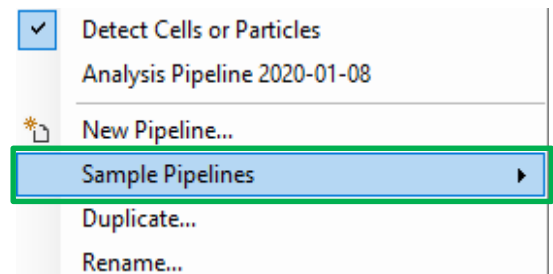 Detect Cells or Particles
Analysis Pipeline 2020-01-08
New Pipeline...
Sample Pipelines
Duplicate...
Rename...